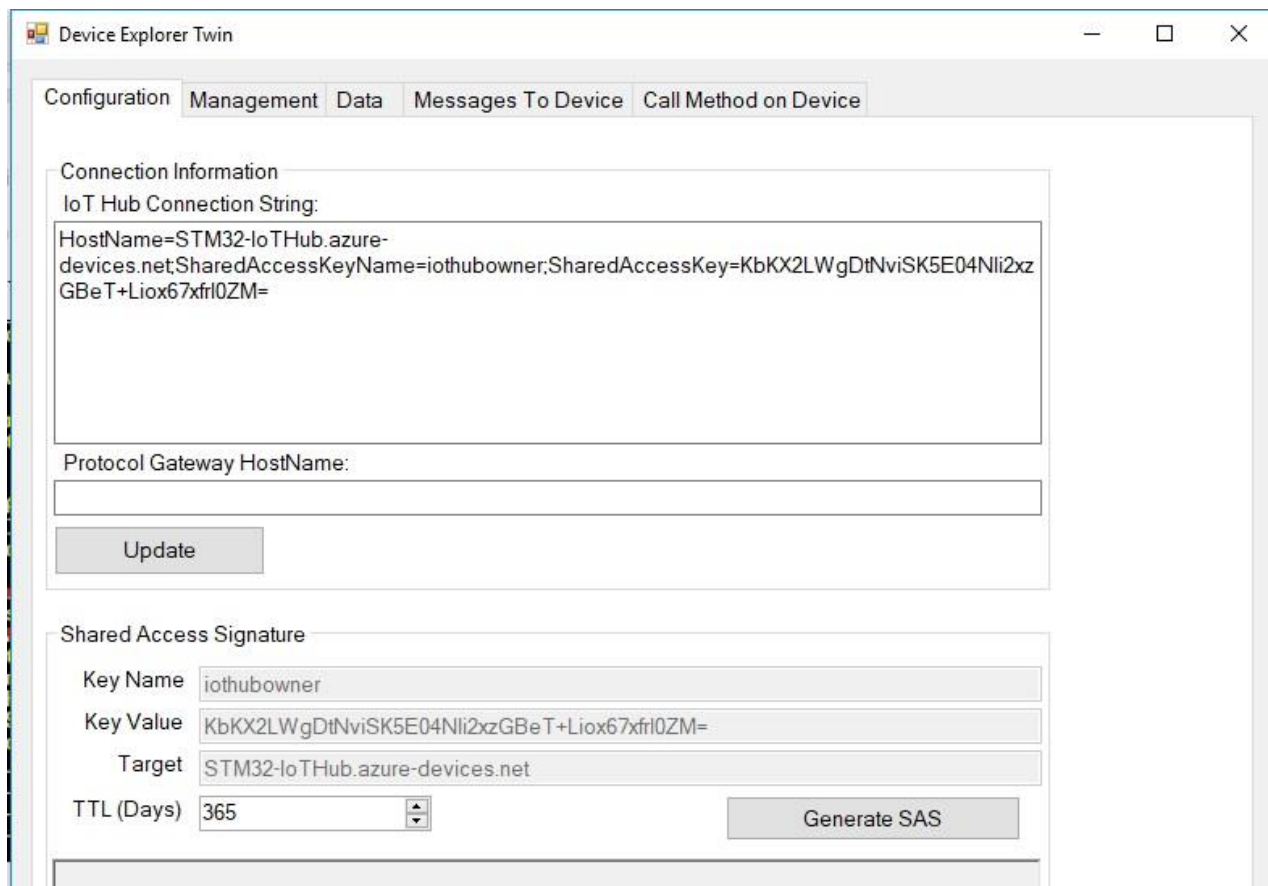 Device Explorer Twin
Configuration Management Data Messages To Device Call Method on Device
Connection Information
IoT Hub Connection String:
HostName=STM32-IoTHub.azure-
devices.net;SharedAccessKeyName=iothubowner;SharedAccessKey=KbKX2LWgDtNviSK5E04Nli2xz
GBeT+Liox67xfrl0ZM=
Protocol Gateway HostName:
Update
Shared Access Signature
Key Name iothubowner
Key Value KbKX2LWgDtNviSK5E04Nli2xzGBeT+Liox67xfrl0ZM=
Target STM32-IoTHub.azure-devices.net
TTL (Days) 365
Generate SAS